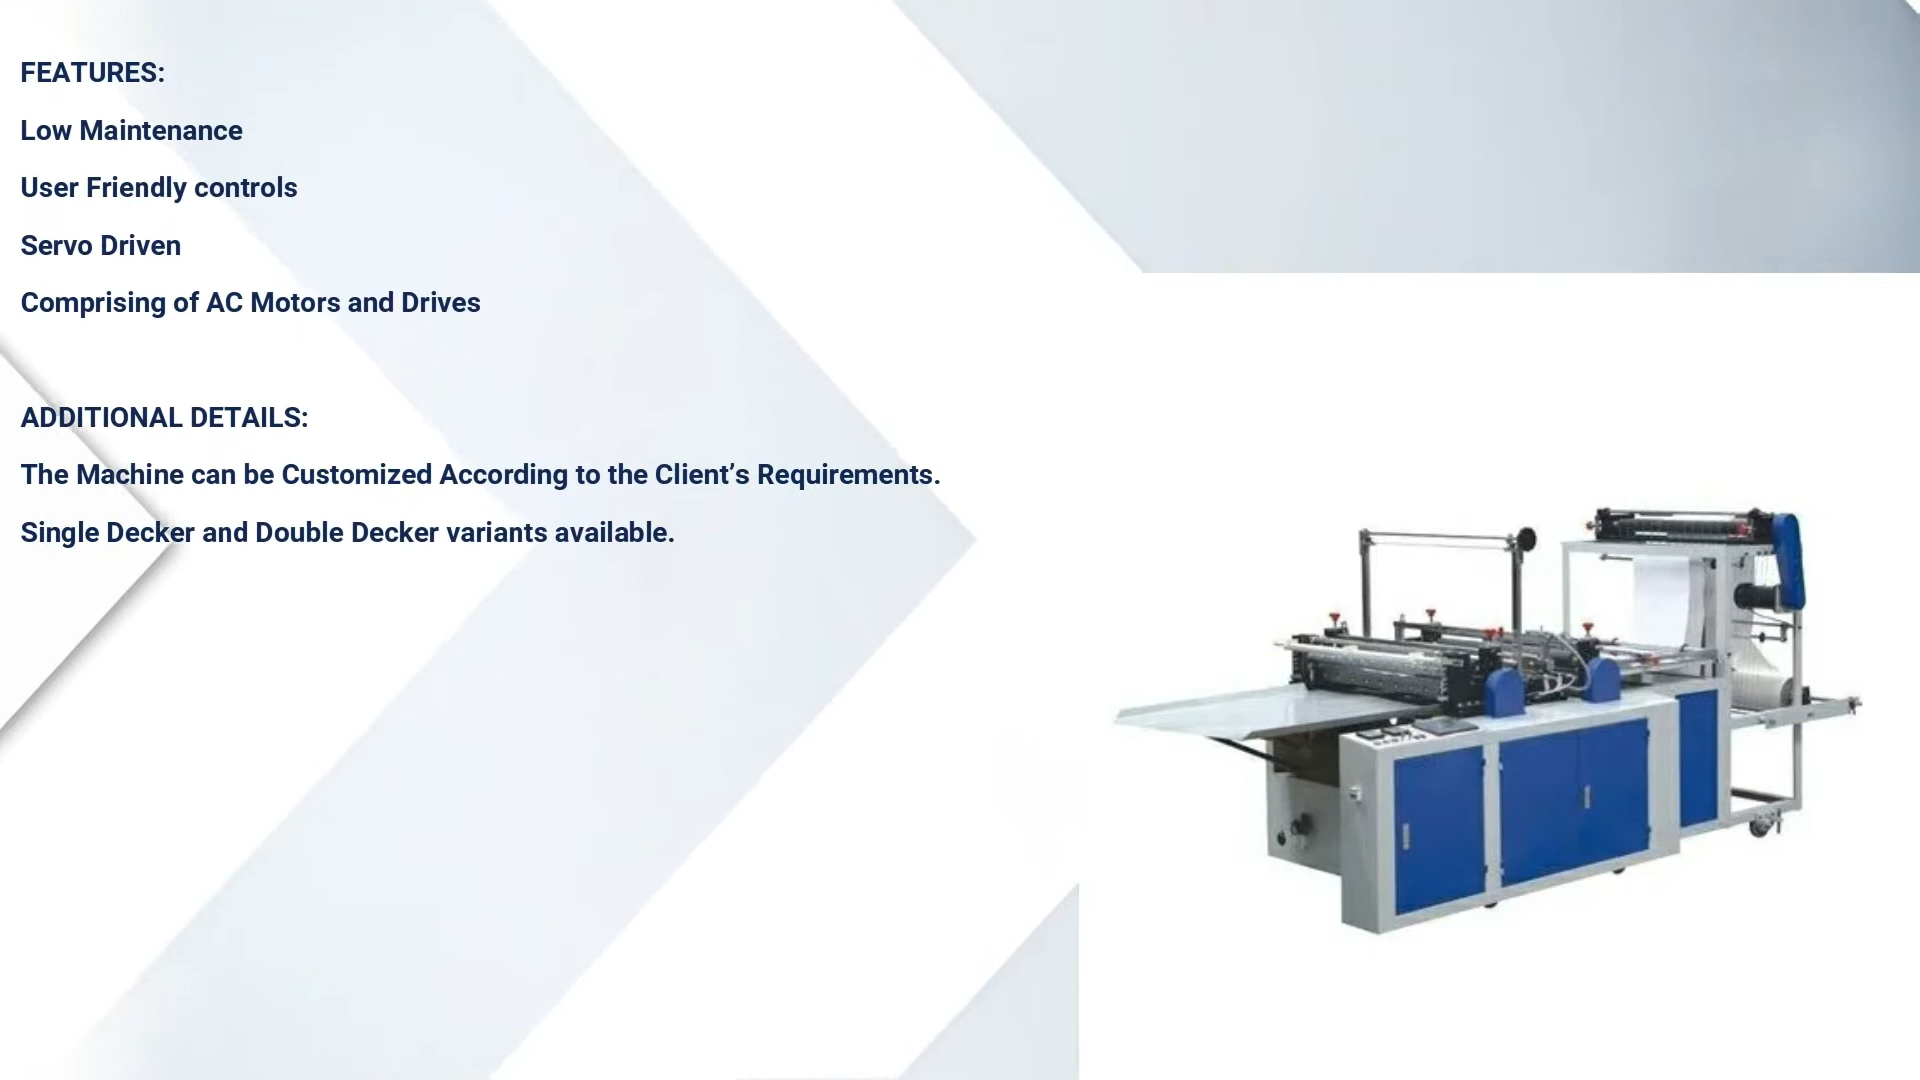 FEATURES:
Low Maintenance
User Friendly controls
Servo Driven
Comprising of AC Motors and Drives
ADDITIONAL DETAILS:
The Machine can be Customized According to the Client’s Requirements.
Single Decker and Double Decker variants available.